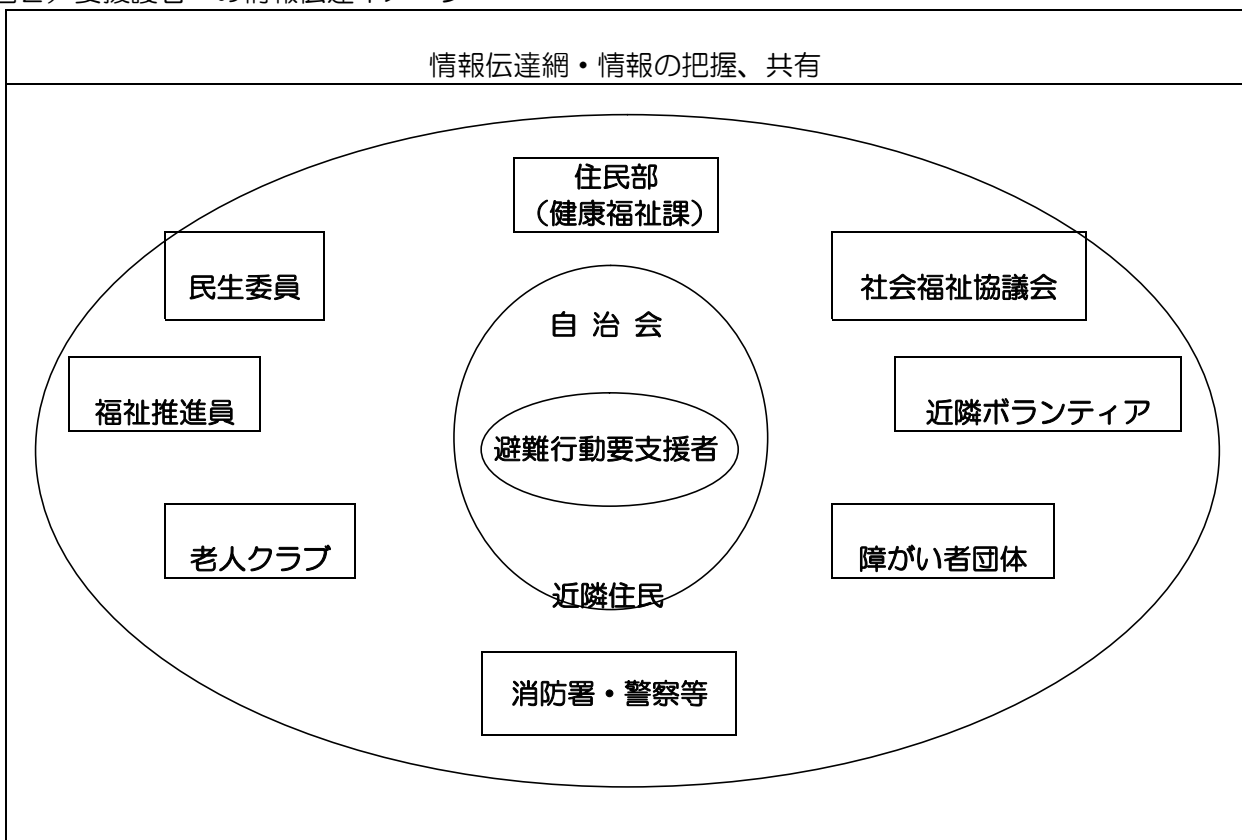 情報伝達網・情報の把握、共有
住民部
（健康福祉課）
民生委員
社会福祉協議会
自 治 会
福祉推進員
近隣ボランティア
避難行動要支援者
老人クラブ
障がい者団体
近隣住民
消防署・警察等